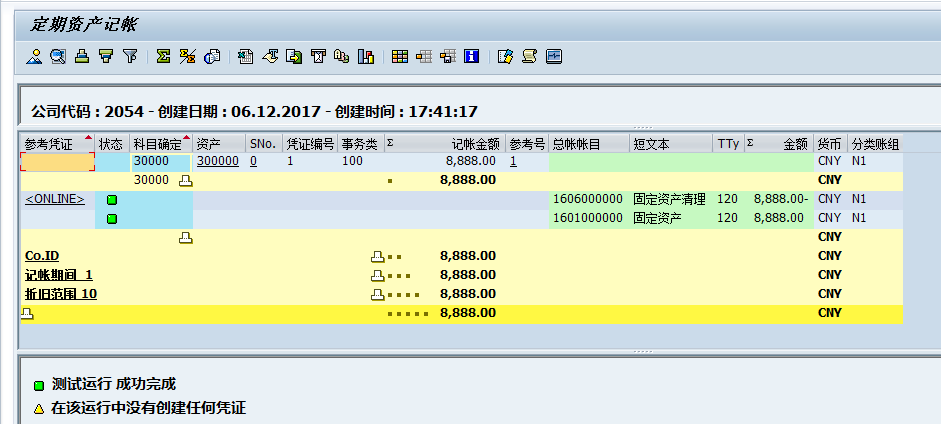 定期资产记帐
公司代码 : 2054 - 创建日期 : 06.12.2017 - 创建时间 : 17:41:17
参考凭证 状态 科目确定 资产 SNo. 凭证编号 事务类 Σ 记帐金额 参考号 总帐帐目 短文本 TTy Σ 金额 货币 分类账组
30000 300000 0 1 100 8,888.00 1 CNY N1
30000 8,888.00 CNY
<ONLINE> 1606000000 固定资产清理 120 8,888.00- CNY N1
1601000000 固定资产 120 8,888.00 CNY N1
CNY
Co.ID 8,888.00 CNY
记帐期间 1 8,888.00 CNY
折旧范围 10 8,888.00 CNY
8,888.00 CNY
测试运行 成功完成
在该运行中没有创建任何凭证